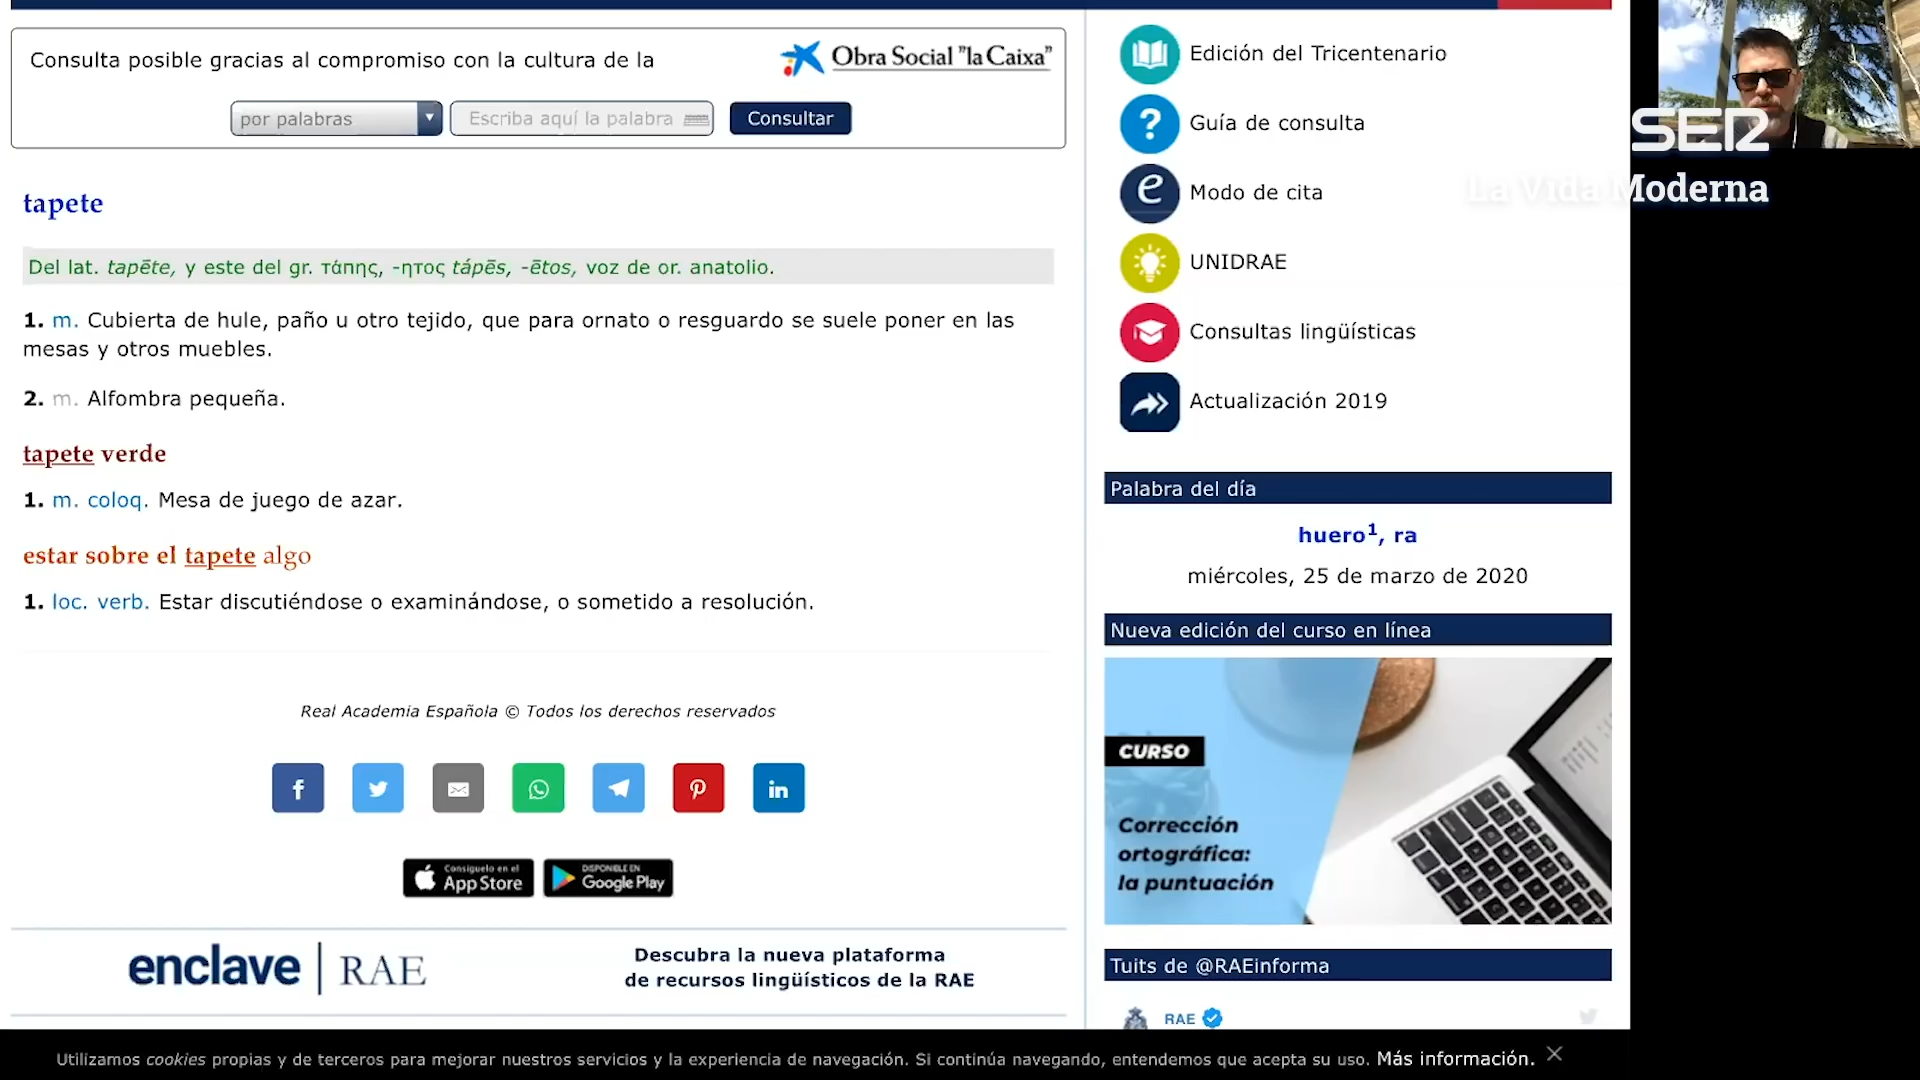 Consulta posible gracias al compromiso con la cultura de la
Obra Social "la Caixa"
por palabras
Escriba aquí la palabra
Consultar
tapete
Del lat. tapēte, y este del gr. τάπης, -ητος tápēs, -ētos, voz de or. anatolio.
1. m. Cubierta de hule, paño u otro tejido, que para ornato o resguardo se suele poner en las
mesas y otros muebles.
2. m. Alfombra pequeña.
tapete verde
1. m. coloq. Mesa de juego de azar.
estar sobre el tapete algo
1. loc. verb. Estar discutiéndose o examinándose, o sometido a resolución.
Real Academia Española © Todos los derechos reservados
Consíguelo en el
App Store
DISPONIBLE EN
Google Play
enclave | RAE
Descubra la nueva plataforma
de recursos lingüísticos de la RAE
Edición del Tricentenario
Guía de consulta
Modo de cita
UNIDRAE
Consultas lingüísticas
Actualización 2019
Palabra del día
huero¹, ra
miércoles, 25 de marzo de 2020
Nueva edición del curso en línea
CURSO
Corrección
ortográfica:
la puntuación
Tuits de @RAEinforma
RAE
SER
La Vida Moderna
Utilizamos cookies propias y de terceros para mejorar nuestros servicios y la experiencia de navegación. Si continúa navegando, entendemos que acepta su uso. Más información.